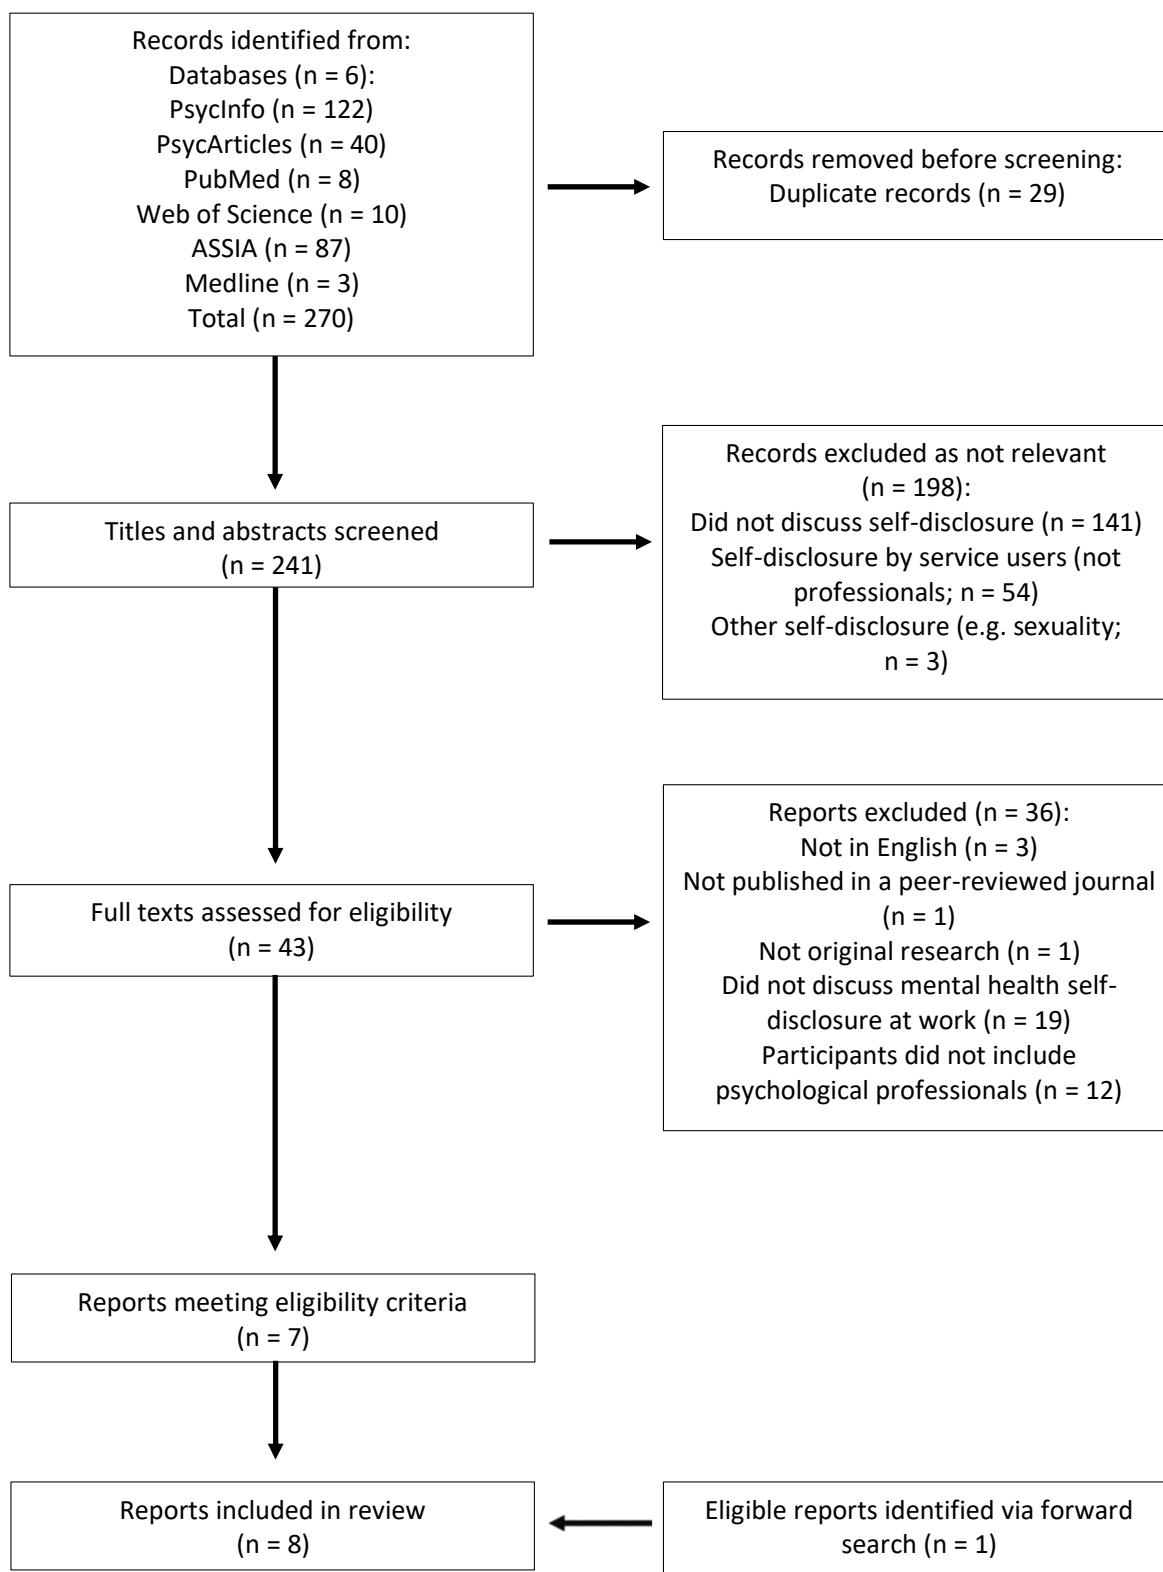 Records identified from:
Databases (n = 6):
PsycInfo (n = 122)
PsycArticles (n = 40)
PubMed (n = 8)
Web of Science (n = 10)
ASSIA (n = 87)
Medline (n = 3)
Total (n = 270)
Records removed before screening:
Duplicate records (n = 29)
Titles and abstracts screened
(n = 241)
Records excluded as not relevant
(n = 198):
Did not discuss self-disclosure (n = 141)
Self-disclosure by service users (not
professionals; n = 54)
Other self-disclosure (e.g. sexuality;
n = 3)
Full texts assessed for eligibility
(n = 43)
Reports excluded (n = 36):
Not in English (n = 3)
Not published in a peer-reviewed journal
(n = 1)
Not original research (n = 1)
Did not discuss mental health self-
disclosure at work (n = 19)
Participants did not include
psychological professionals (n = 12)
Reports meeting eligibility criteria
(n = 7)
Reports included in review
(n = 8)
Eligible reports identified via forward
search (n = 1)